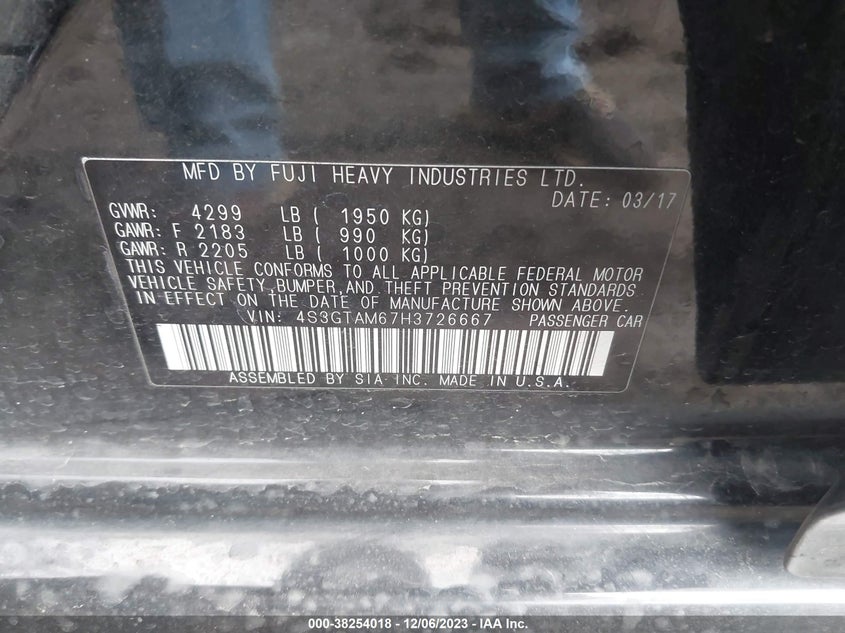 MFD BY FUJI HEAVY INDUSTRIES LTD.
DATE: 03/17
GVWR: 4299 LB ( 1950 KG)
GAWR: F 2183 LB ( 990 KG)
GAWR: R 2205 LB ( 1000 KG)
THIS VEHICLE CONFORMS TO ALL APPLICABLE FEDERAL MOTOR
VEHICLE SAFETY,BUMPER,AND THEFT PREVENTION STANDARDS
IN EFFECT ON THE DATE OF MANUFACTURE SHOWN ABOVE.
VIN: 4S3GTAM67H3726667 PASSENGER CAR
ASSEMBLED BY SIA INC. MADE IN U.S.A.
000-38254018 - 12/06/2023 - IAA Inc.